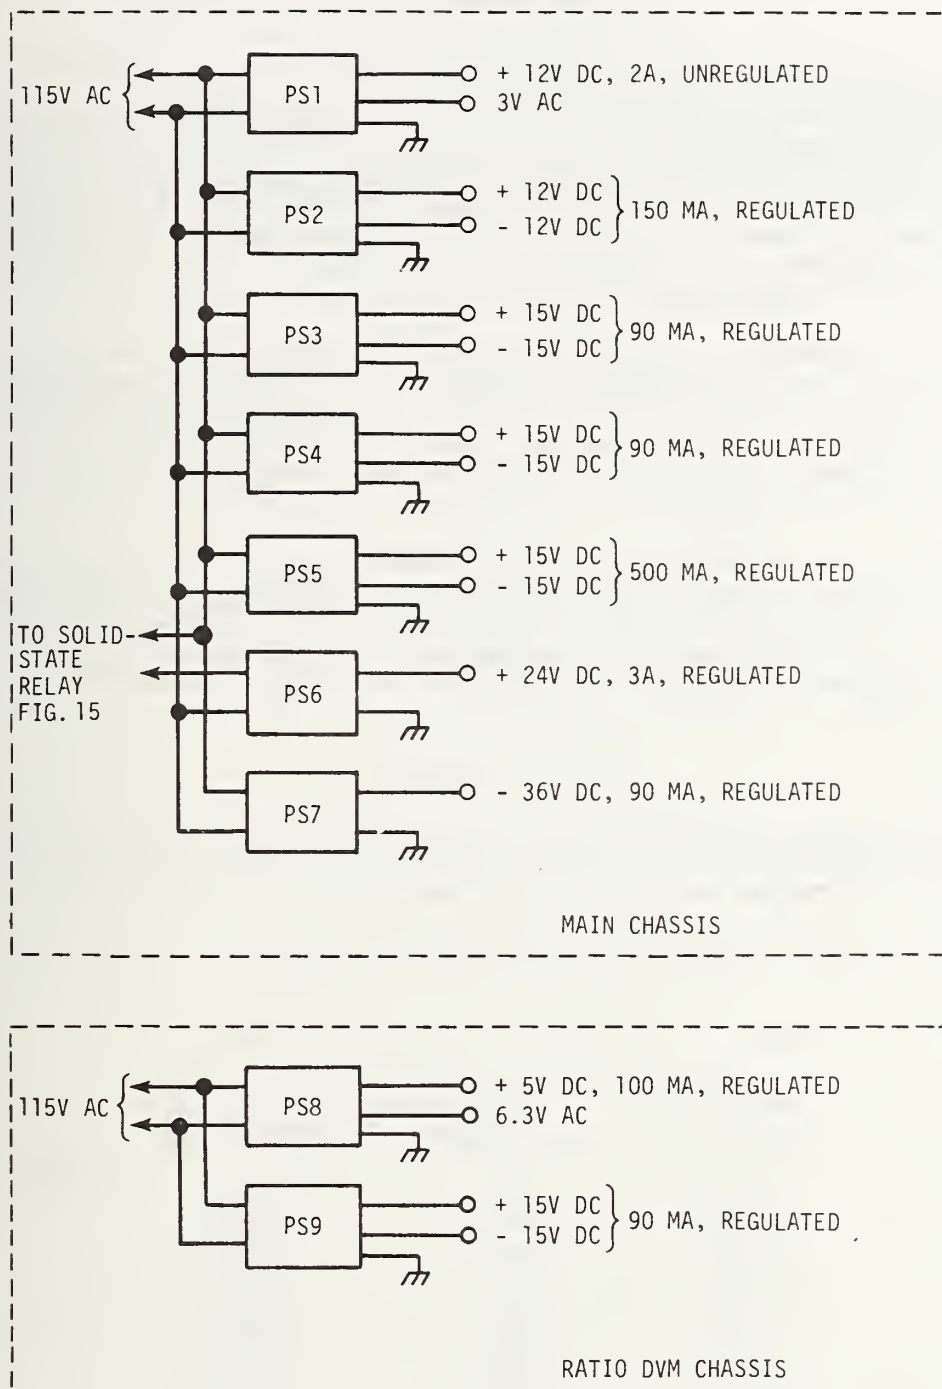 115V AC
PS1
+ 12V DC, 2A, UNREGULATED
3V AC
PS2
+ 12V DC
- 12V DC
150 MA, REGULATED
PS3
+ 15V DC
- 15V DC
90 MA, REGULATED
PS4
+ 15V DC
- 15V DC
90 MA, REGULATED
PS5
+ 15V DC
- 15V DC
500 MA, REGULATED
TO SOLID-
STATE
RELAY
FIG. 15
PS6
+ 24V DC, 3A, REGULATED
PS7
- 36V DC, 90 MA, REGULATED
MAIN CHASSIS
115V AC
PS8
+ 5V DC, 100 MA, REGULATED
6.3V AC
PS9
+ 15V DC
- 15V DC
90 MA, REGULATED
RATIO DVM CHASSIS